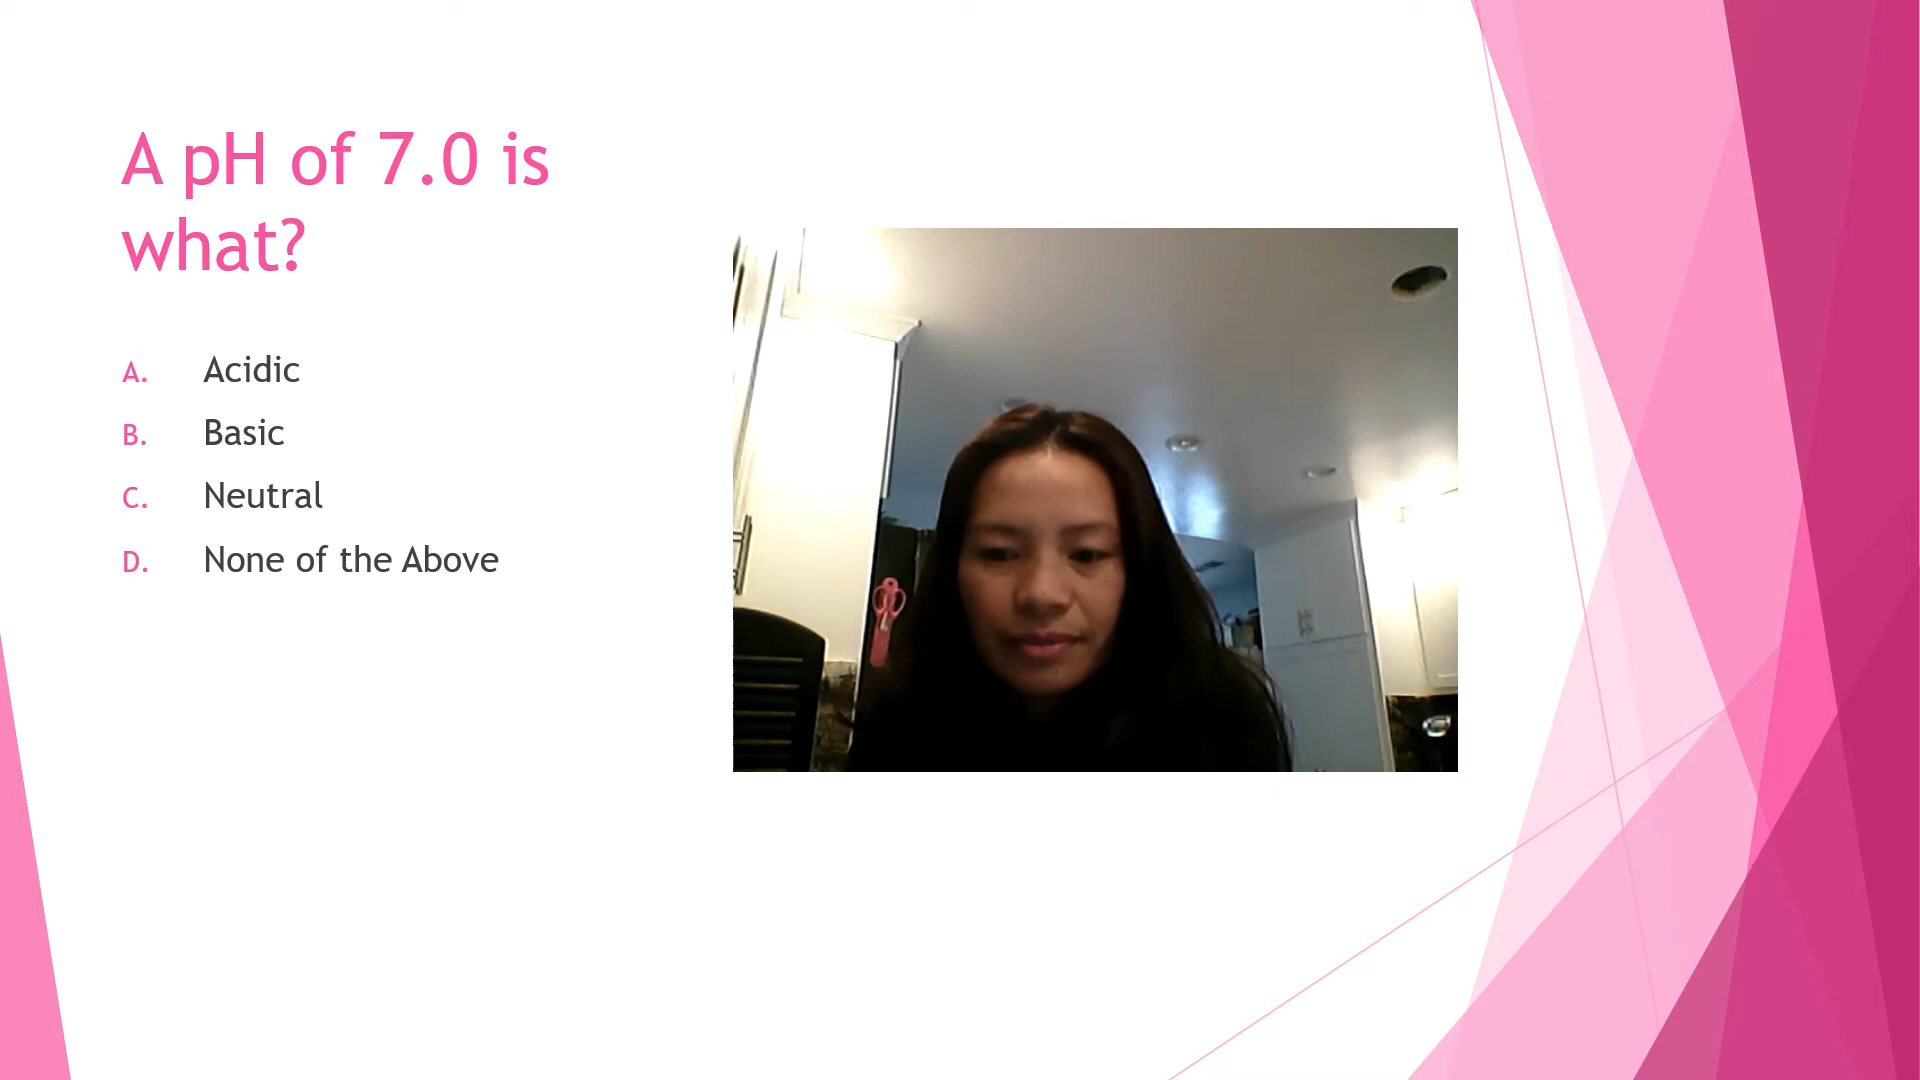 A pH of 7.0 is
what?
A. Acidic
B. Basic
C. Neutral
D. None of the Above